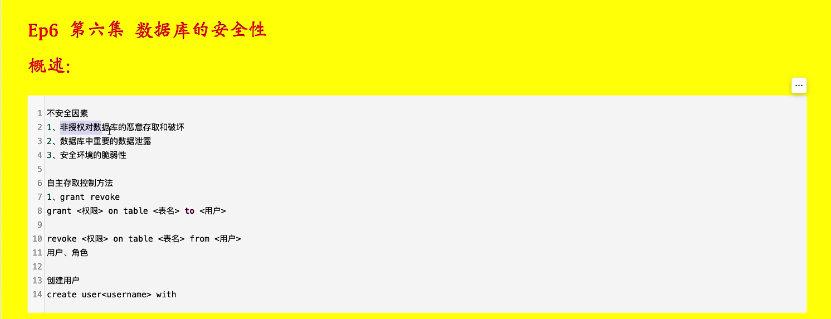 Ep6 第六集 数据库的安全性
概述:
1 不安全因素
2 1、非授权对数据库的恶意存取和破坏
3 2、数据库中重要的数据泄露
4 3、安全环境的脆弱性
5
6 自主存取控制方法
7 1、grant revoke
8 grant <权限> on table <表名> to <用户>
9
10 revoke <权限> on table <表名> from <用户>
11 用户、角色
12
13 创建用户
14 create user<username> with